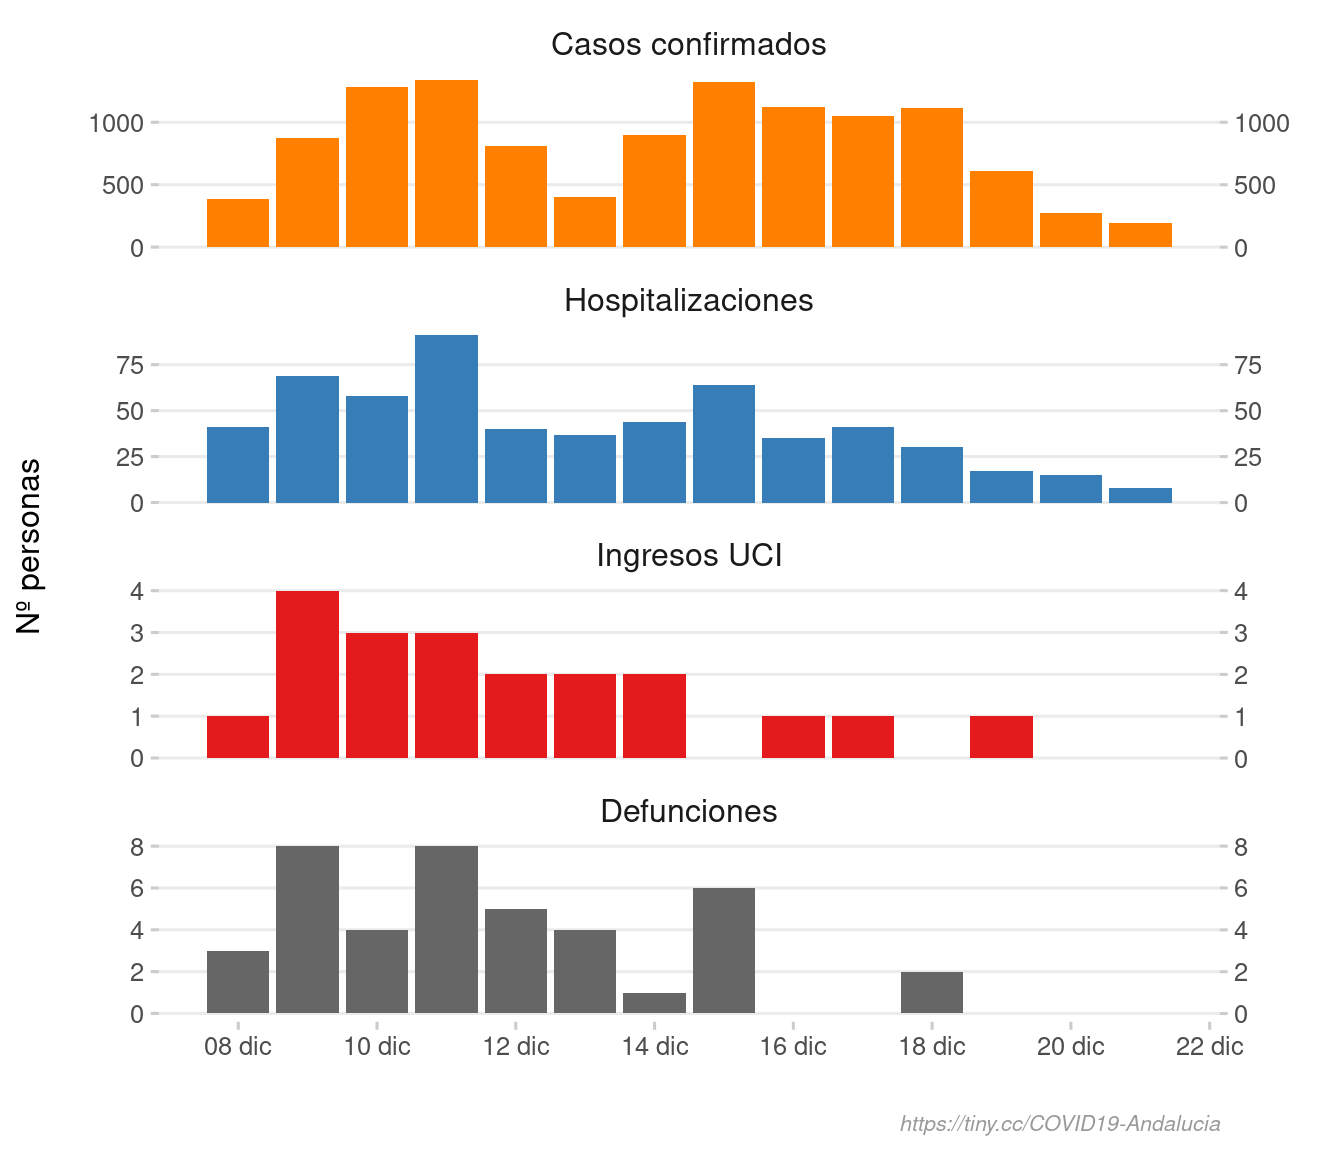 Casos confirmados
1000 1000
500 500
0 0
Hospitalizaciones
75 75
50 50
25 25
0 0
Nº personas
Ingresos UCI
4 4
3 3
2 2
1 1
0 0
Defunciones
8 8
6 6
4 4
2 2
0 0
08 dic 10 dic 12 dic 14 dic 16 dic 18 dic 20 dic 22 dic
https://tiny.cc/COVID19-Andalucia